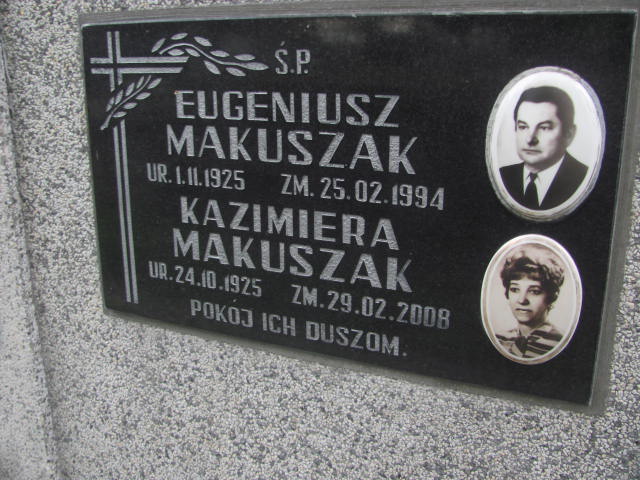 Ś.P.
EUGENIUSZ
MAKUSZAK
UR. 1.11.1925 ZM. 25.02.1994
KAZIMIERA
MAKUSZAK
UR. 24.10.1925 ZM. 29.02.2008
POKÓJ ICH DUSZOM.